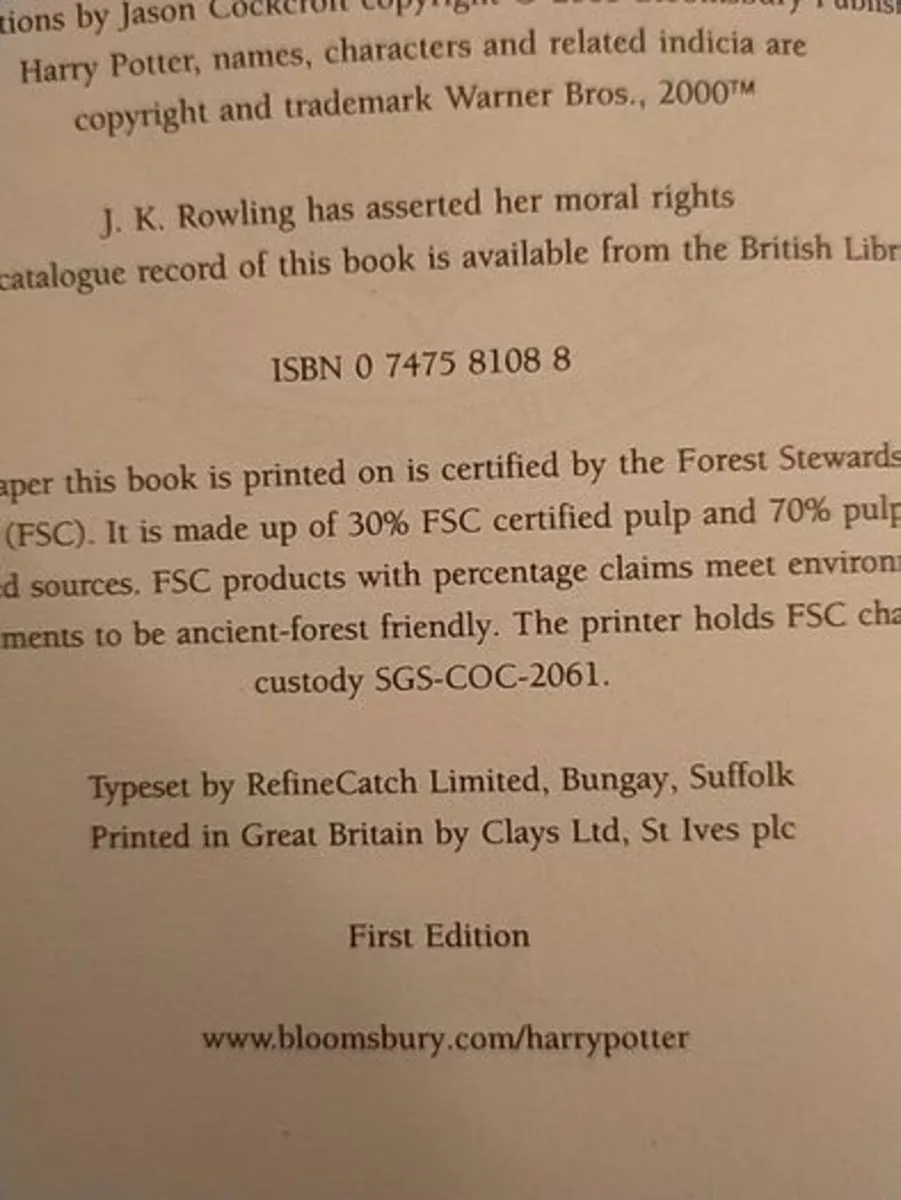 tions by Jason Cockcroft copyright ©
Harry Potter, names, characters and related indicia are
copyright and trademark Warner Bros., 2000™
J. K. Rowling has asserted her moral rights
catalogue record of this book is available from the British Libr
ISBN 0 7475 8108 8
aper this book is printed on is certified by the Forest Stewards
(FSC). It is made up of 30% FSC certified pulp and 70% pulp
d sources. FSC products with percentage claims meet environ
ments to be ancient-forest friendly. The printer holds FSC cha
custody SGS-COC-2061.
Typeset by RefineCatch Limited, Bungay, Suffolk
Printed in Great Britain by Clays Ltd, St Ives plc
First Edition
www.bloomsbury.com/harrypotter